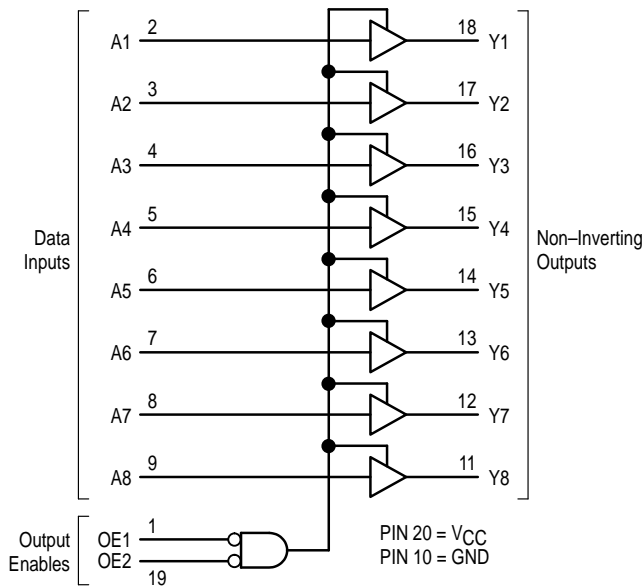 A1 2 18 Y1
A2 3 17 Y2
A3 4 16 Y3
A4 5 15 Y4
Data
Inputs
Non–Inverting
Outputs
A5 6 14 Y5
A6 7 13 Y6
A7 8 12 Y7
A8 9 11 Y8
Output
Enables
OE1 1
OE2 19
PIN 20 = VCC
PIN 10 = GND